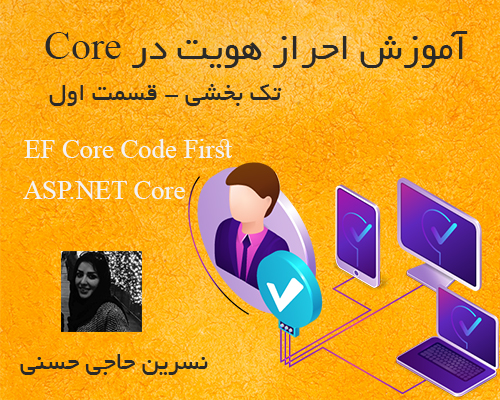 آموزش احراز هویت در Core
تک بخشی - قسمت اول
EF Core Code First
ASP.NET Core
نسرین حاجی حسنی